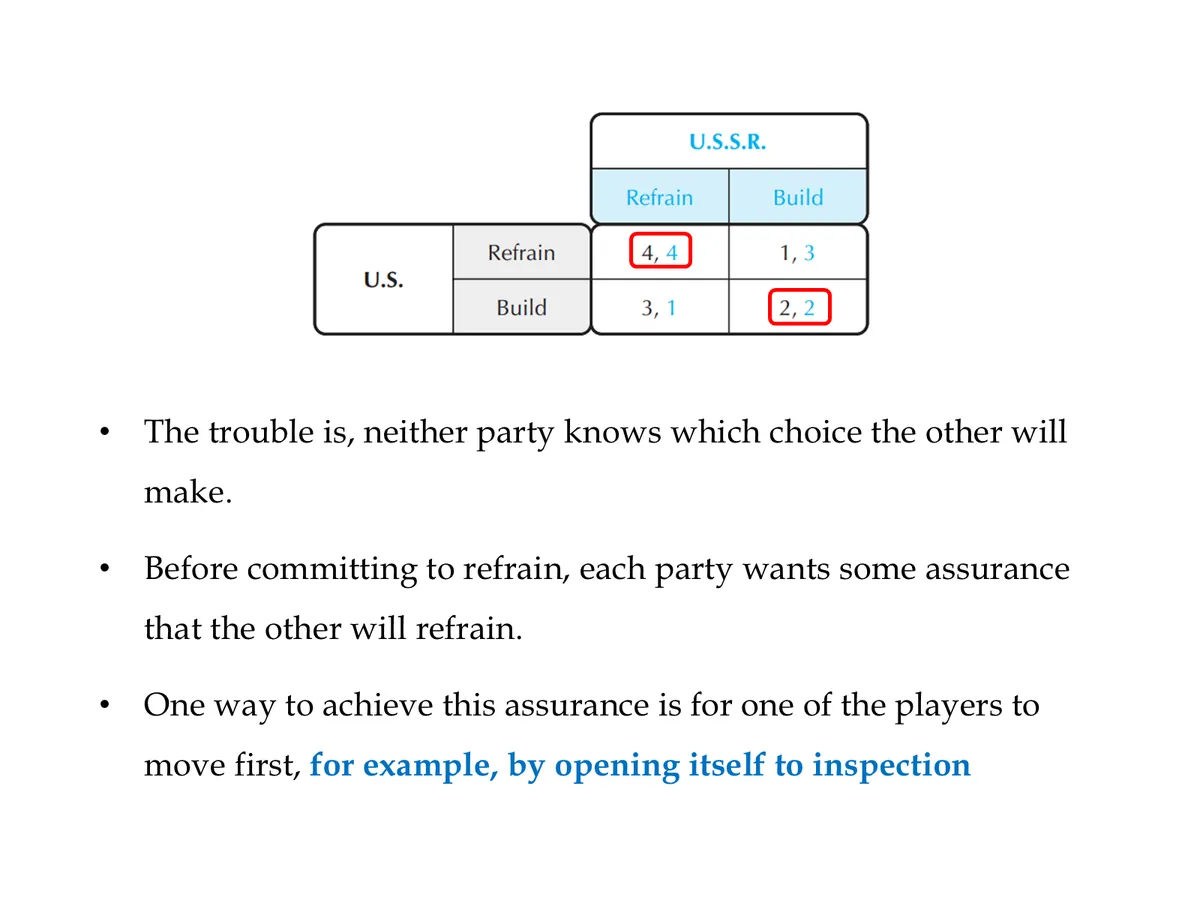 U.S.S.R.
Refrain Build
U.S. Refrain 4, 4 1, 3
Build 3, 1 2, 2
• The trouble is, neither party knows which choice the other will
make.
• Before committing to refrain, each party wants some assurance
that the other will refrain.
• One way to achieve this assurance is for one of the players to
move first, for example, by opening itself to inspection